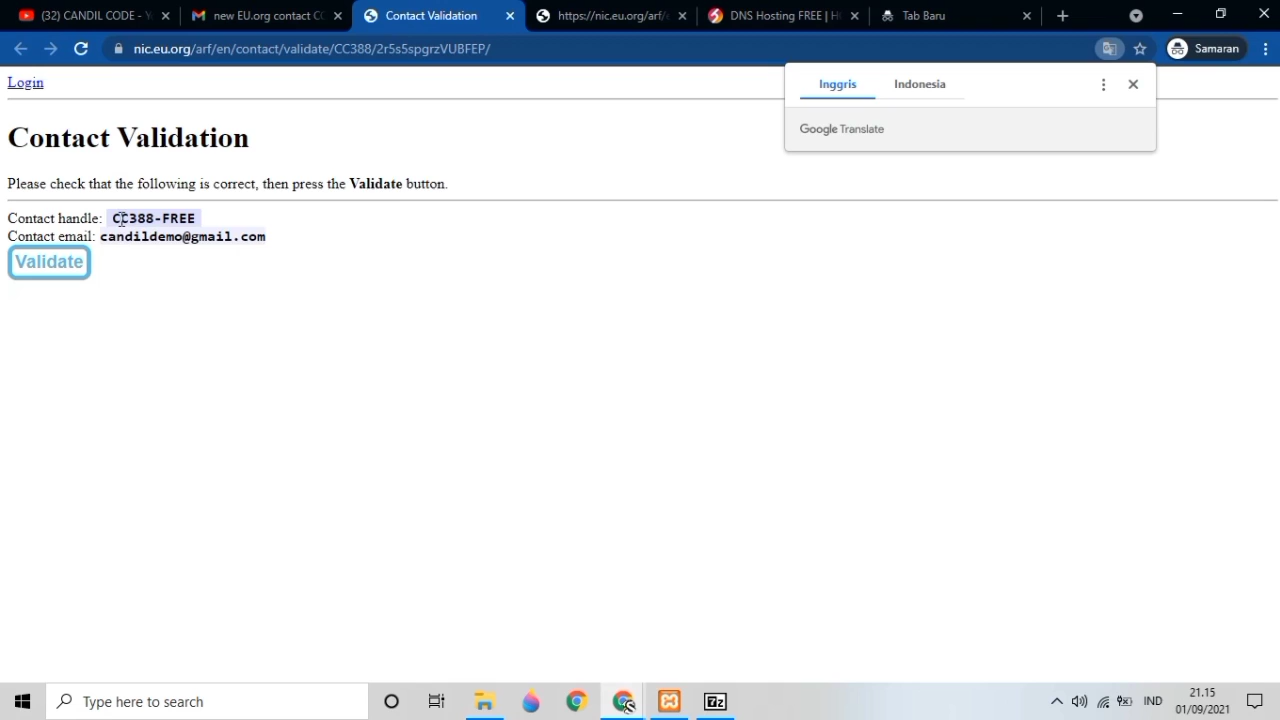 (32) CANDIL CODE - Y
new EU.org contact CC
Contact Validation
https://nic.eu.org/arf/e
DNS Hosting FREE | H
Tab Baru
nic.eu.org/arf/en/contact/validate/CC388/2r5s5spgrzVUBFEP/
Samaran
Login
Inggris
Indonesia
Google Translate
Contact Validation
Please check that the following is correct, then press the Validate button.
Contact handle: CC388-FREE
Contact email: candildemo@gmail.com
Validate
Type here to search
7z
IND
21.15
01/09/2021